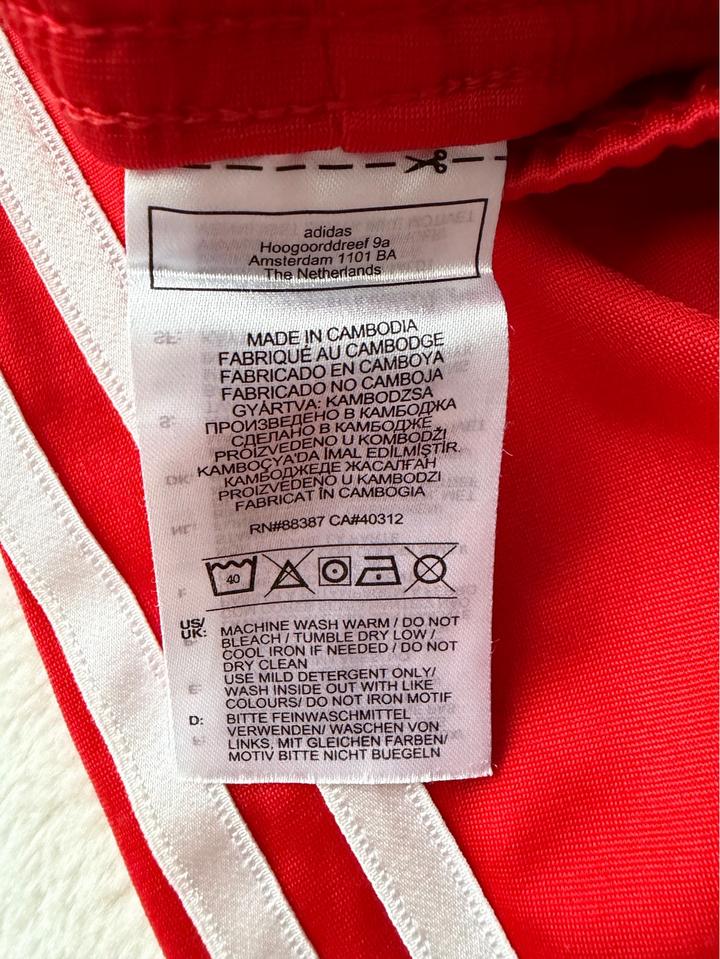 adidas
Hoogoorddreef 9a
Amsterdam 1101 BA
The Netherlands
MADE IN CAMBODIA
FABRIQUÉ AU CAMBODGE
FABRICADO EN CAMBOYA
FABRICADO NO CAMBOJA
GYÁRTVA: KAMBODZSA
ПРОИЗВЕДЕНО В КАМБОДЖА
СДЕЛАНО В КАМБОДЖЕ
PROIZVEDENO U KOMBODŽI
KAMBOÇYA'DA İMAL EDİLMİŞTİR.
КАМБОДЖЕДЕ ЖАСАЛҒАН
PROIZVEDENO U KAMBODZI
FABRICAT ÎN CAMBOGIA
RN#88387 CA#40312
40
US/
UK: MACHINE WASH WARM / DO NOT
BLEACH / TUMBLE DRY LOW /
COOL IRON IF NEEDED / DO NOT
DRY CLEAN
USE MILD DETERGENT ONLY/
WASH INSIDE OUT WITH LIKE
COLOURS/ DO NOT IRON MOTIF
D: BITTE FEINWASCHMITTEL
VERWENDEN/ WASCHEN VON
LINKS, MIT GLEICHEN FARBEN/
MOTIV BITTE NICHT BUEGELN